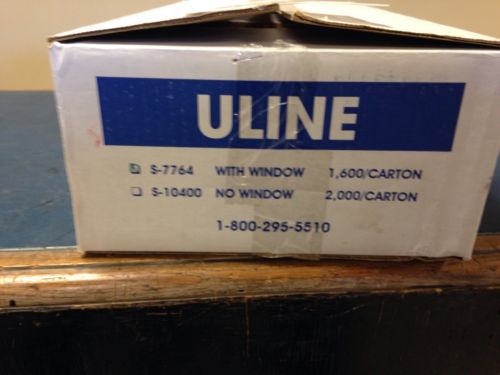 ULINE
S-7764 WITH WINDOW 1,600/CARTON
S-10400 NO WINDOW 2,000/CARTON
1-800-295-5510